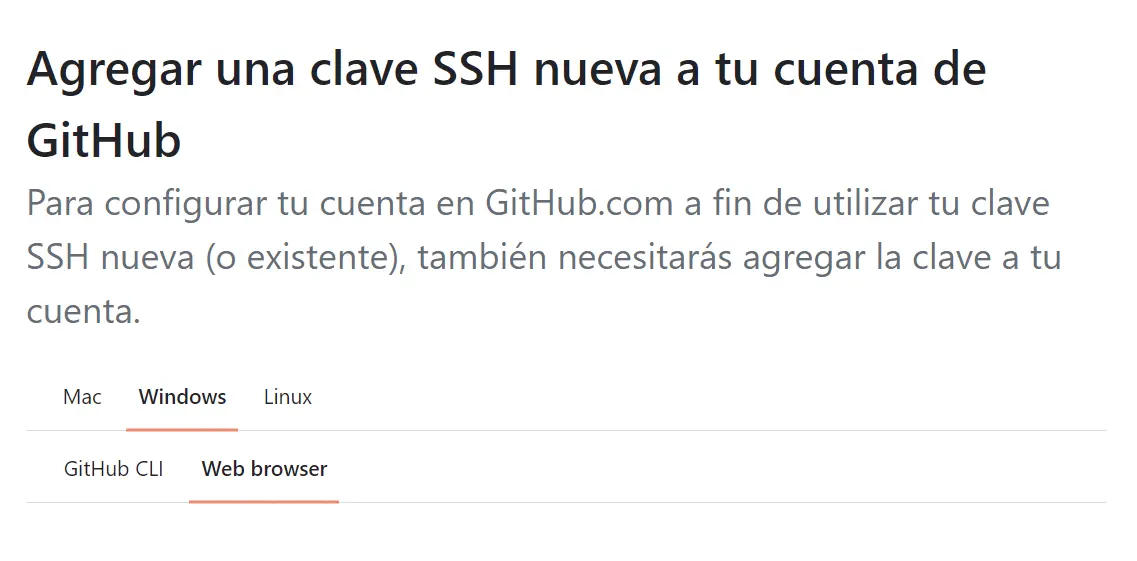 Agregar una clave SSH nueva a tu cuenta de
GitHub
Para configurar tu cuenta en GitHub.com a fin de utilizar tu clave
SSH nueva (o existente), también necesitarás agregar la clave a tu
cuenta.
Mac Windows Linux
GitHub CLI Web browser